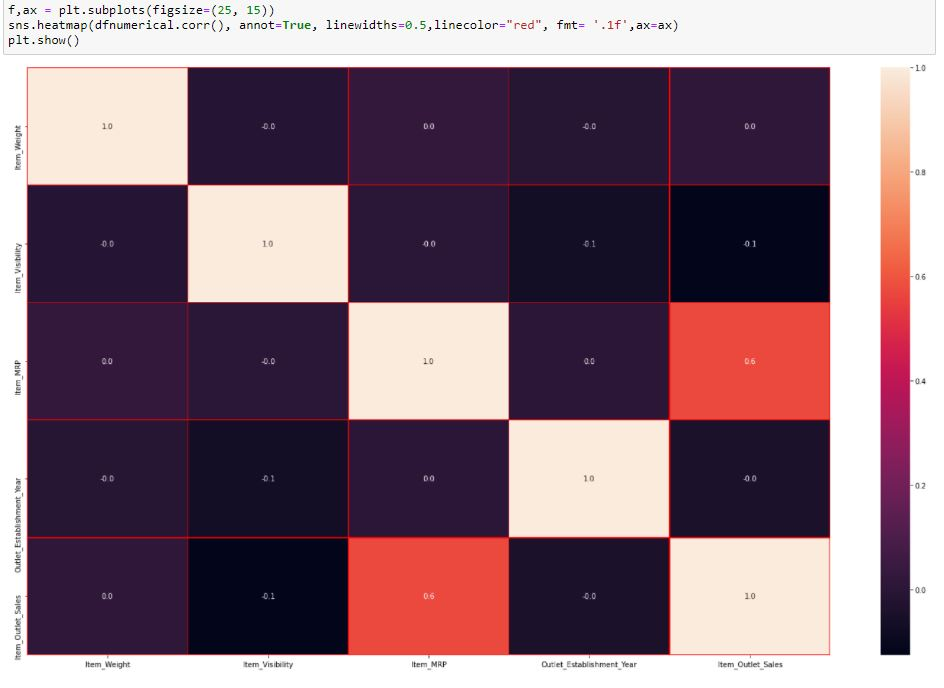 f,ax = plt.subplots(figsize=(25, 15))
sns.heatmap(dfnumerical.corr(), annot=True, linewidths=0.5,linecolor="red", fmt= '.1f',ax=ax)
plt.show()
Item_Weight 1.0 -0.0 0.0 -0.0 0.0
Item_Visibility -0.0 1.0 -0.0 -0.1 -0.1
Item_MRP 0.0 -0.0 1.0 0.0 0.6
Outlet_Establishment_Year -0.0 -0.1 0.0 1.0 -0.0
Item_Outlet_Sales 0.0 -0.1 0.6 -0.0 1.0
Item_Weight Item_Visibility Item_MRP Outlet_Establishment_Year Item_Outlet_Sales
1.0
0.8
0.6
0.4
0.2
0.0